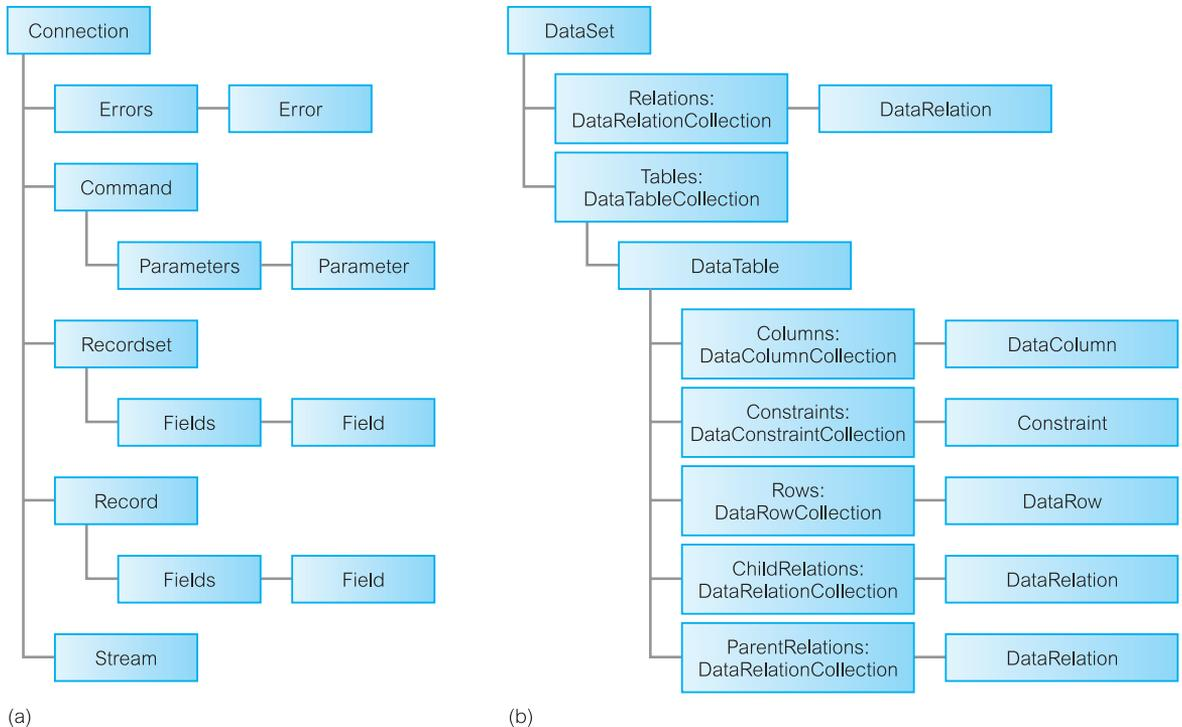 Connection
Errors
Error
Command
Parameters
Parameter
Recordset
Fields
Field
Record
Fields
Field
Stream
(a)
DataSet
Relations:
DataRelationCollection
DataRelation
Tables:
DataTableCollection
DataTable
Columns:
DataColumnCollection
DataColumn
Constraints:
DataConstraintCollection
Constraint
Rows:
DataRowCollection
DataRow
ChildRelations:
DataRelationCollection
DataRelation
ParentRelations:
DataRelationCollection
DataRelation
(b)